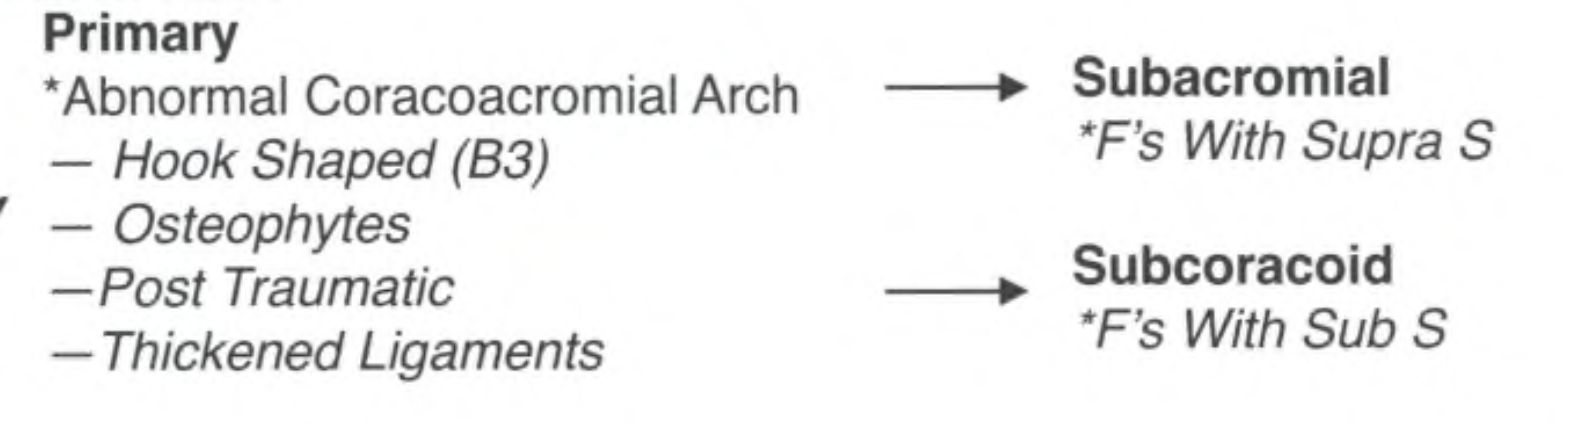 Primary
*Abnormal Coracoacromial Arch
— Hook Shaped (B3)
— Osteophytes
—Post Traumatic
—Thickened Ligaments
Subacromial
*F's With Supra S
Subcoracoid
*F's With Sub S